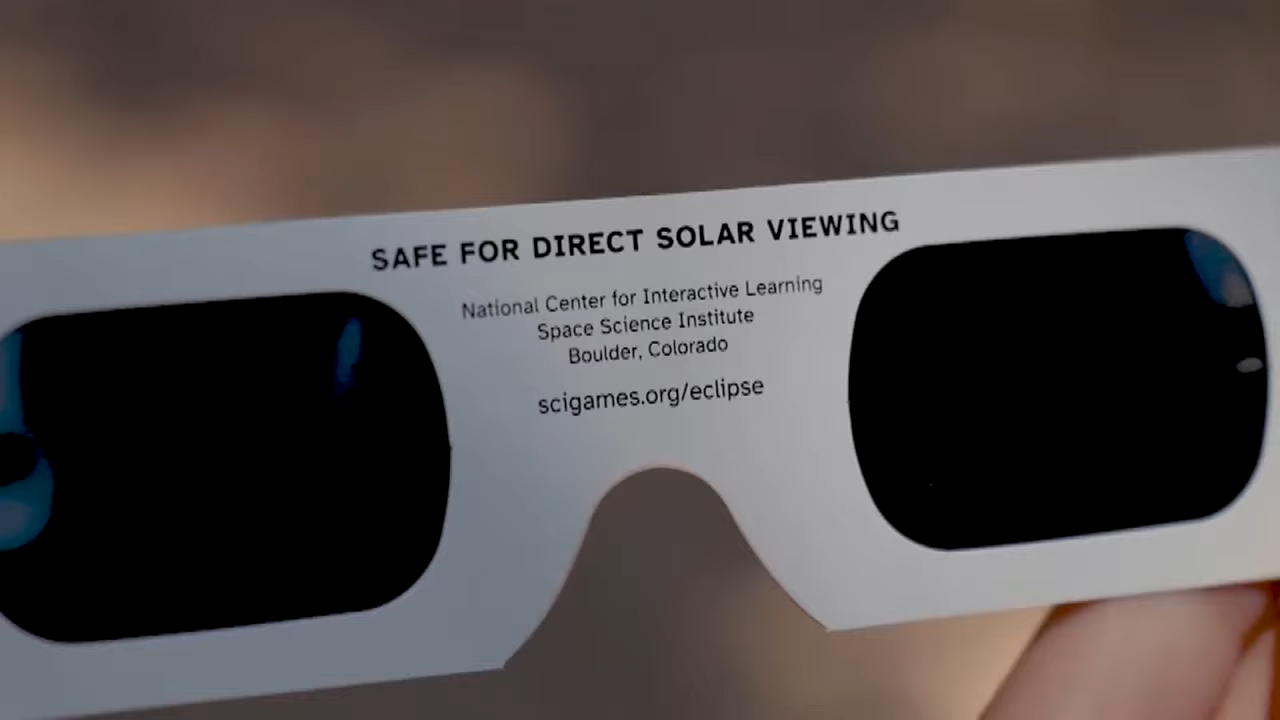 SAFE FOR DIRECT SOLAR VIEWING
National Center for Interactive Learning
Space Science Institute
Boulder, Colorado
scigames.org/eclipse